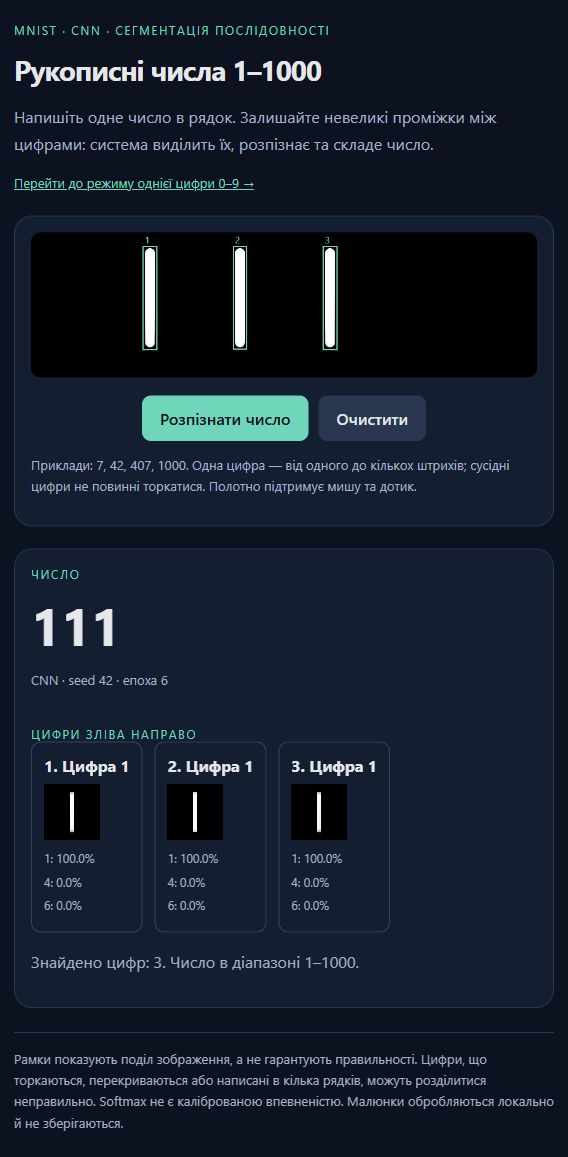 MNIST · CNN · СЕГМЕНТАЦІЯ ПОСЛІДОВНОСТІ
Рукописні числа 1–1000
Напишіть одне число в рядок. Залишайте невеликі проміжки між
цифрами: система виділить їх, розпізнає та складе число.
Перейти до режиму однієї цифри 0–9 →
1 2 3
Розпізнати число Очистити
Приклади: 7, 42, 407, 1000. Одна цифра — від одного до кількох штрихів; сусідні
цифри не повинні торкатися. Полотно підтримує мишу та дотик.
ЧИСЛО
111
CNN · seed 42 · епоха 6
ЦИФРИ ЗЛІВА НАПРАВО
1. Цифра 1 2. Цифра 1 3. Цифра 1
1: 100.0% 1: 100.0% 1: 100.0%
4: 0.0% 4: 0.0% 4: 0.0%
6: 0.0% 6: 0.0% 6: 0.0%
Знайдено цифр: 3. Число в діапазоні 1–1000.
Рамки показують поділ зображення, а не гарантують правильності. Цифри, що
торкаються, перекриваються або написані в кілька рядків, можуть розділитися
неправильно. Softmax не є каліброваною впевненістю. Малюнки обробляються локально
й не зберігаються.